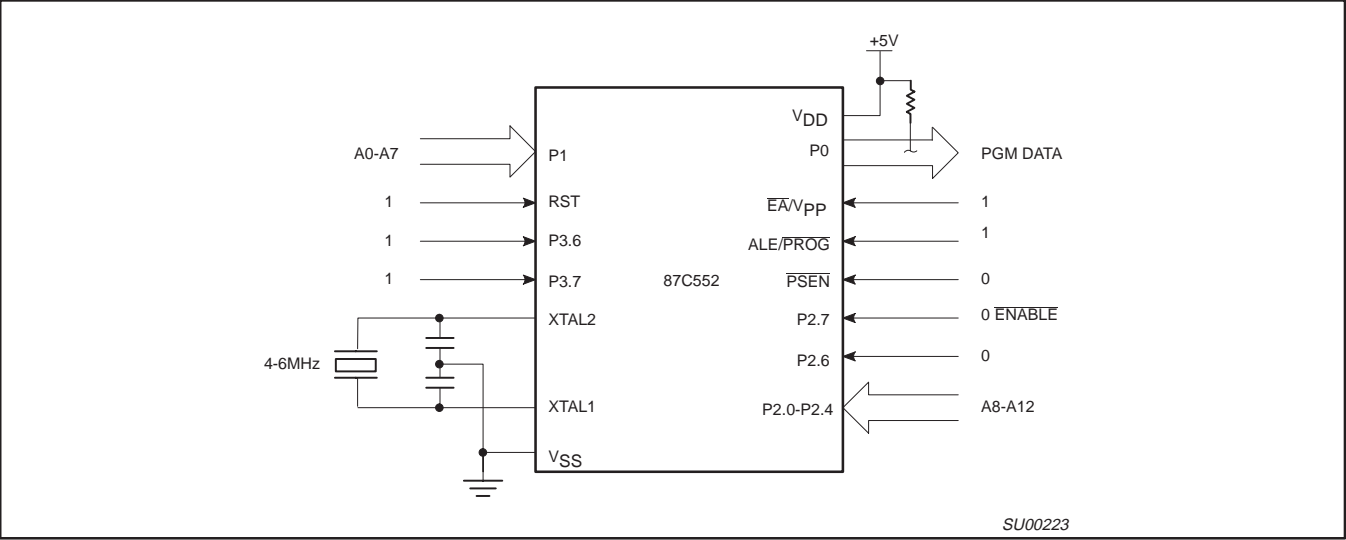 +5V
VDD
A0-A7
P1
P0
PGM DATA
1
RST
EA/VPP
1
1
P3.6
ALE/PROG
1
1
P3.7
87C552
PSEN
0
XTAL2
P2.7
0 ENABLE
4-6MHz
P2.6
0
XTAL1
P2.0-P2.4
A8-A12
VSS
SU00223